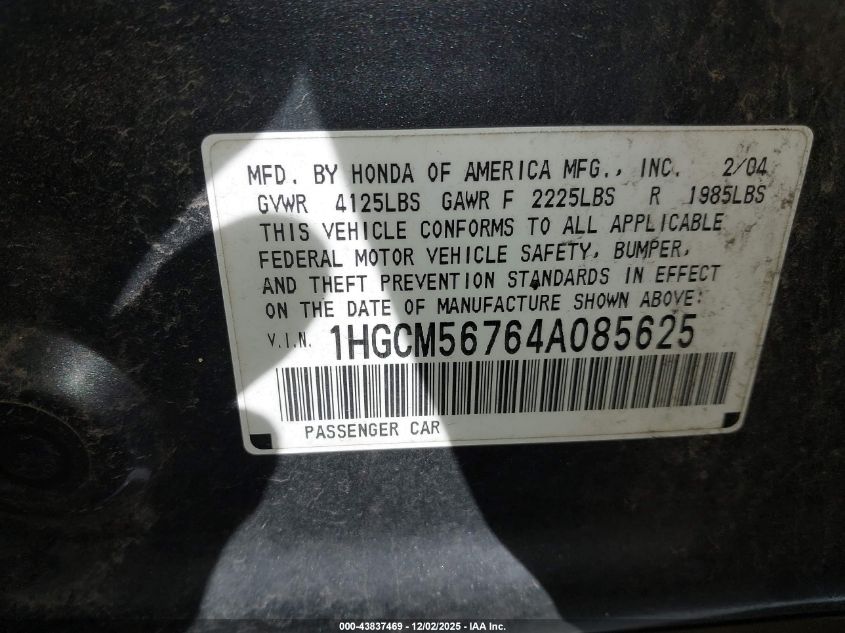 MFD. BY HONDA OF AMERICA MFG., INC. 2/04
GVWR 4125LBS GAWR F 2225LBS R 1985LBS
THIS VEHICLE CONFORMS TO ALL APPLICABLE
FEDERAL MOTOR VEHICLE SAFETY, BUMPER,
AND THEFT PREVENTION STANDARDS IN EFFECT
ON THE DATE OF MANUFACTURE SHOWN ABOVE:
V.I.N. 1HGCM56764A085625
PASSENGER CAR
000-43837469 - 12/02/2025 - IAA Inc.